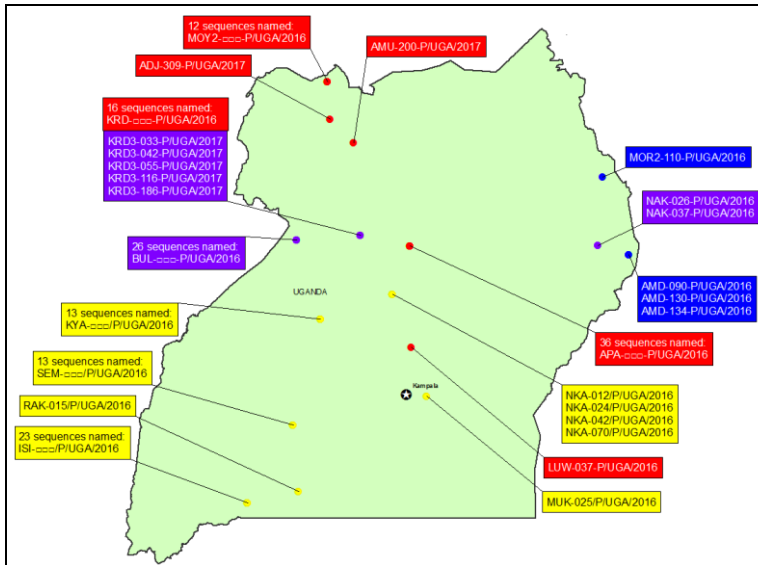 12 sequences named:
MOY2-□□□-P/UGA/2016
AMU-200-P/UGA/2017
ADJ-309-P/UGA/2017
16 sequences named:
KRD-□□□-P/UGA/2016
KRD3-033-P/UGA/2017
KRD3-042-P/UGA/2017
KRD3-055-P/UGA/2017
KRD3-116-P/UGA/2017
KRD3-186-P/UGA/2017
MOR2-110-P/UGA/2016
NAK-026-P/UGA/2016
NAK-037-P/UGA/2016
26 sequences named:
BUL-□□□-P/UGA/2016
AMD-090-P/UGA/2016
AMD-130-P/UGA/2016
AMD-134-P/UGA/2016
UGANDA
13 sequences named:
KYA-□□□/P/UGA/2016
36 sequences named:
APA-□□□-P/UGA/2016
13 sequences named:
SEM-□□□/P/UGA/2016
Kampala
NKA-012/P/UGA/2016
NKA-024/P/UGA/2016
NKA-042/P/UGA/2016
NKA-070/P/UGA/2016
RAK-015/P/UGA/2016
23 sequences named:
ISI-□□□/P/UGA/2016
LUW-037-P/UGA/2016
MUK-025/P/UGA/2016